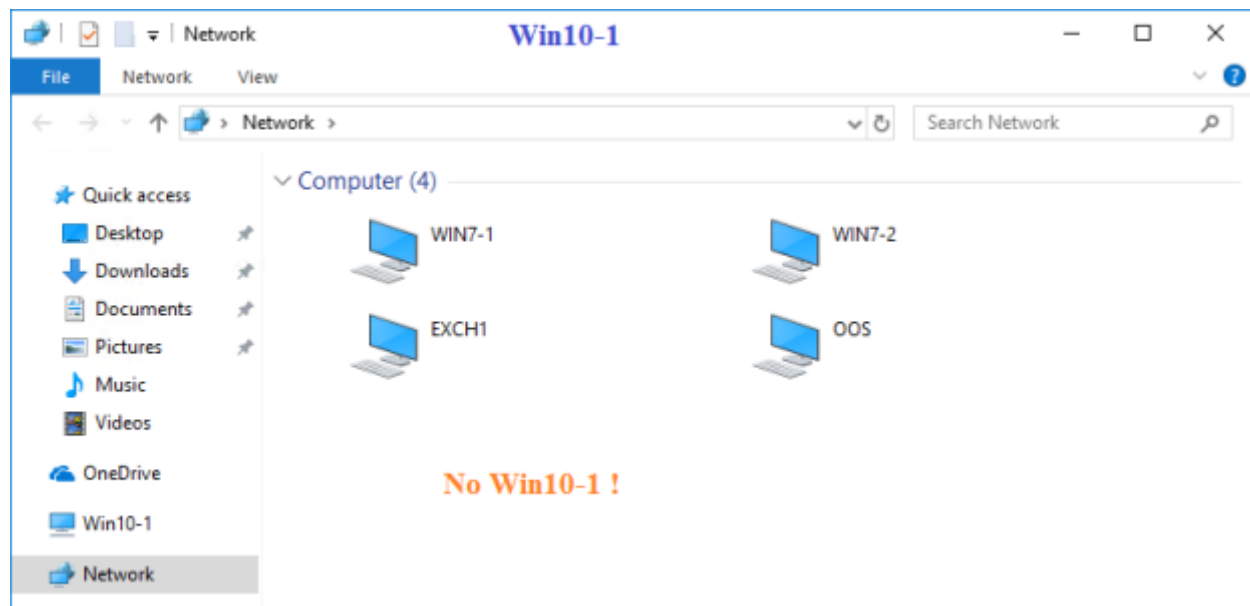 Network
Win10-1
File Network View
Network
Search Network
Quick access
Desktop
Downloads
Documents
Pictures
Music
Videos
OneDrive
Win10-1
Network
Computer (4)
WIN7-1
WIN7-2
EXCH1
OOS
No Win10-1 !